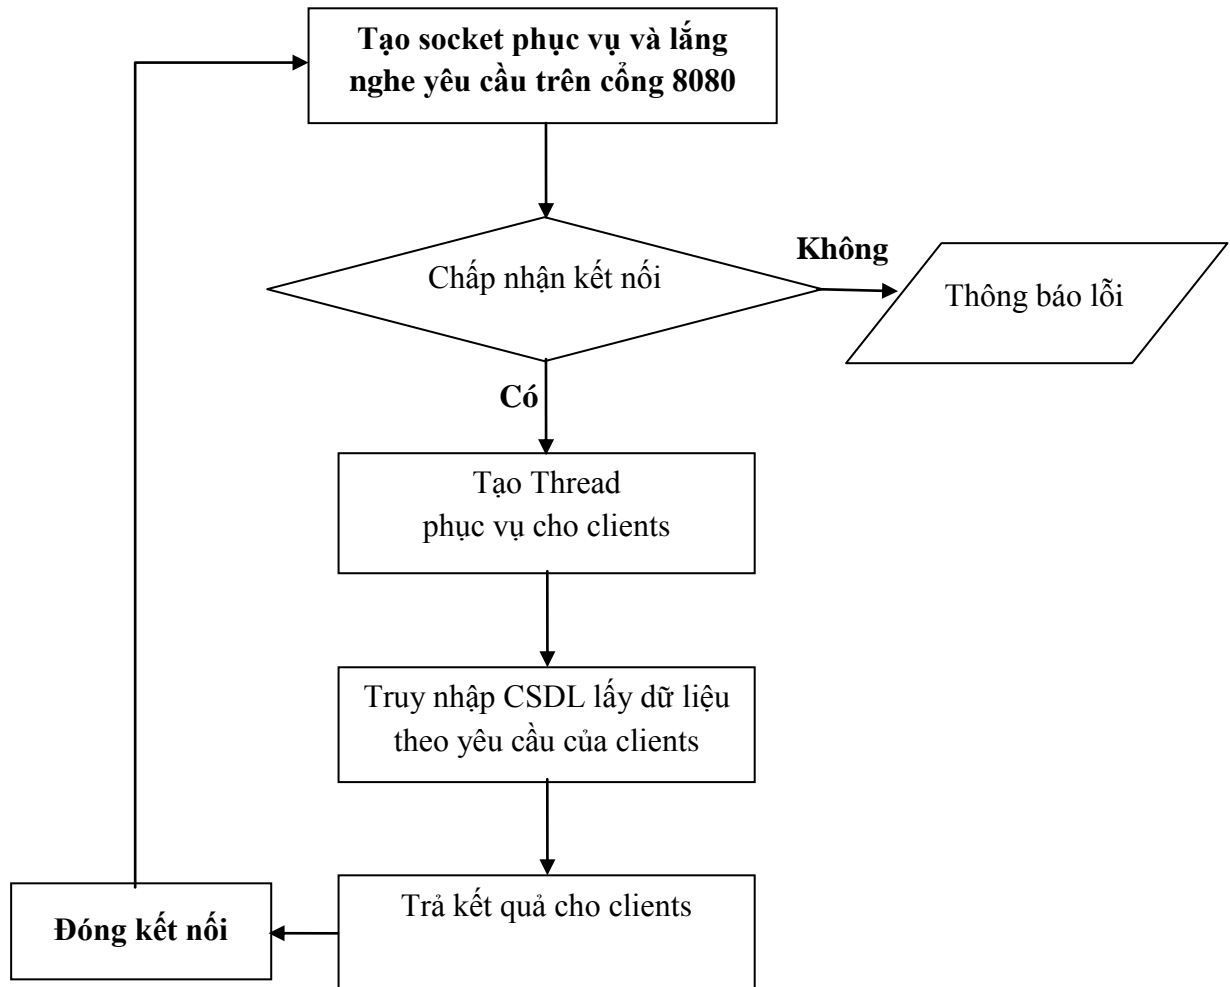 Tạo socket phục vụ và lắng
nghe yêu cầu trên cổng 8080
Chấp nhận kết nối
Không
Thông báo lỗi
Có
Tạo Thread
phục vụ cho clients
Truy nhập CSDL lấy dữ liệu
theo yêu cầu của clients
Trả kết quả cho clients
Đóng kết nối